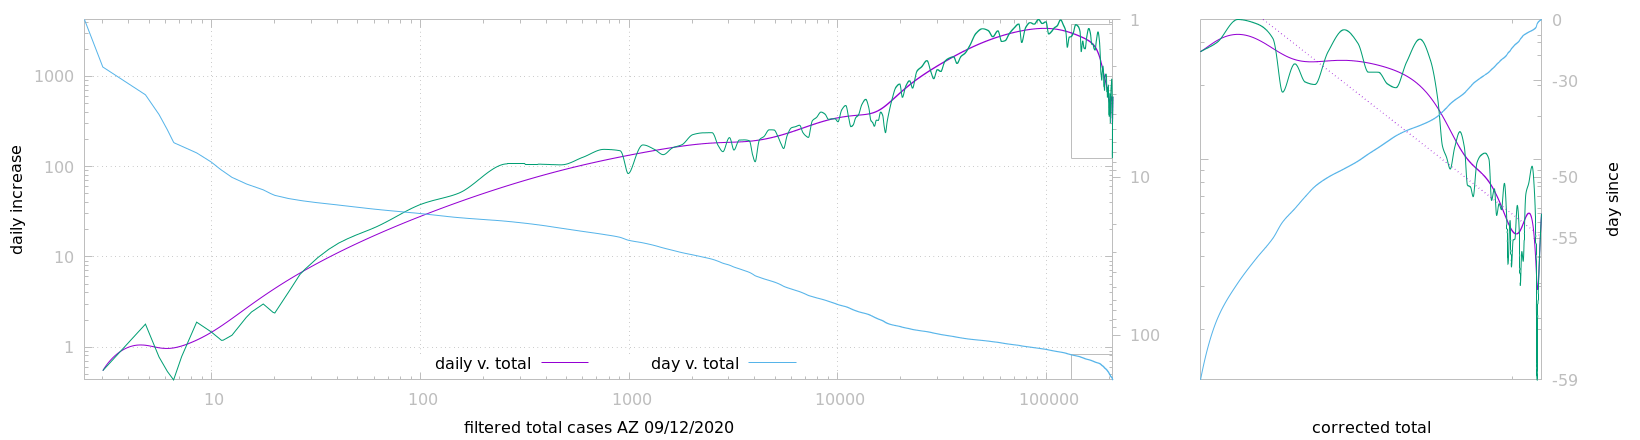 daily increase
1000
100
10
1
1
10
100
daily v. total
day v. total
10
100
1000
10000
100000
filtered total cases AZ 09/12/2020
0
-30
-50
-55
-59
day since
corrected total